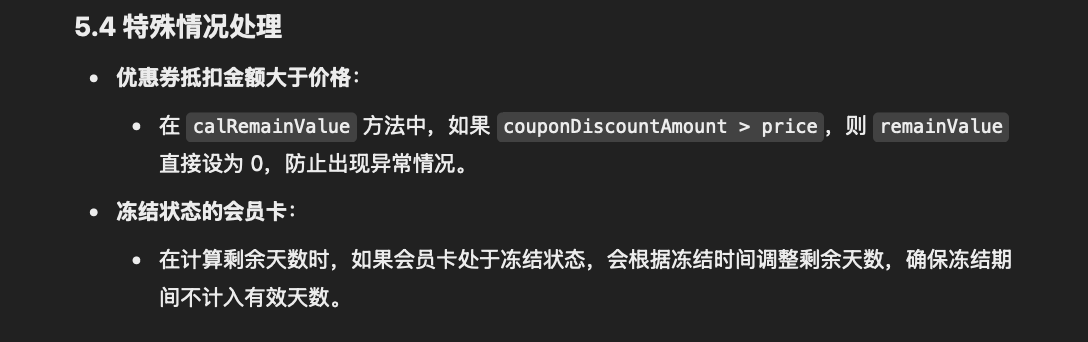 5.4 特殊情况处理
• 优惠券抵扣金额大于价格：
• 在 calRemainValue 方法中，如果 couponDiscountAmount > price，则 remainValue
直接设为 0，防止出现异常情况。
• 冻结状态的会员卡：
• 在计算剩余天数时，如果会员卡处于冻结状态，会根据冻结时间调整剩余天数，确保冻结期
间不计入有效天数。